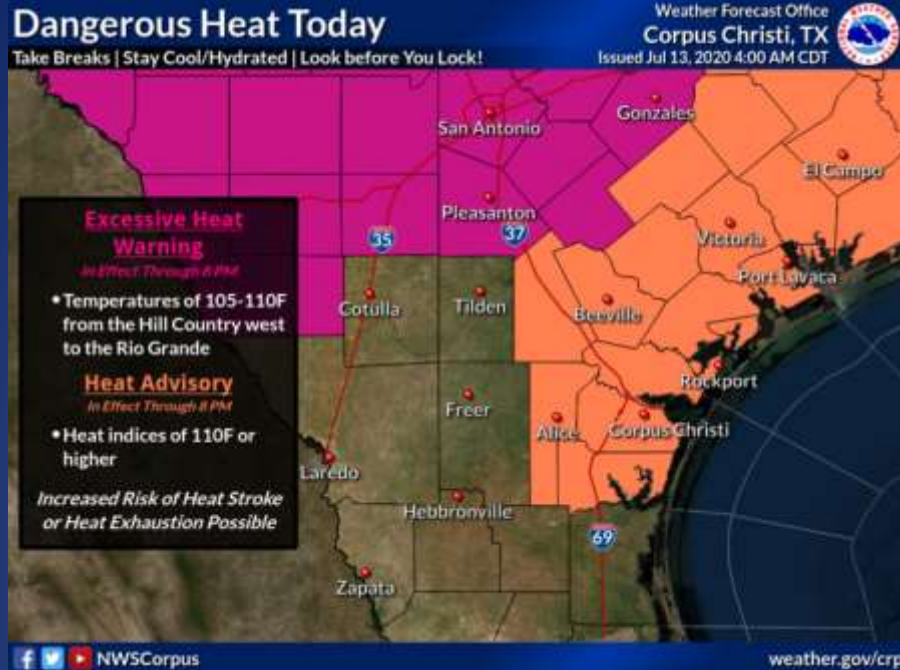 Dangerous Heat Today
Take Breaks | Stay Cool/Hydrated | Look before You Lock!
Weather Forecast Office
Corpus Christi, TX
Issued Jul 13, 2020 4:00 AM CDT
San Antonio
Gonzales
El Campo
Pleasanton
35
37
Victoria
Port Lavaca
Cotulla
Tilden
Beeville
Rockport
Freer
Alice
Corpus Christi
Laredo
Hebbronville
69
Zapata
Excessive Heat
Warning
In Effect Through 8 PM
•Temperatures of 105-110F
from the Hill Country west
to the Rio Grande
Heat Advisory
In Effect Through 8 PM
•Heat indices of 110F or
higher
Increased Risk of Heat Stroke
or Heat Exhaustion Possible
NWSCorpus
weather.gov/crp